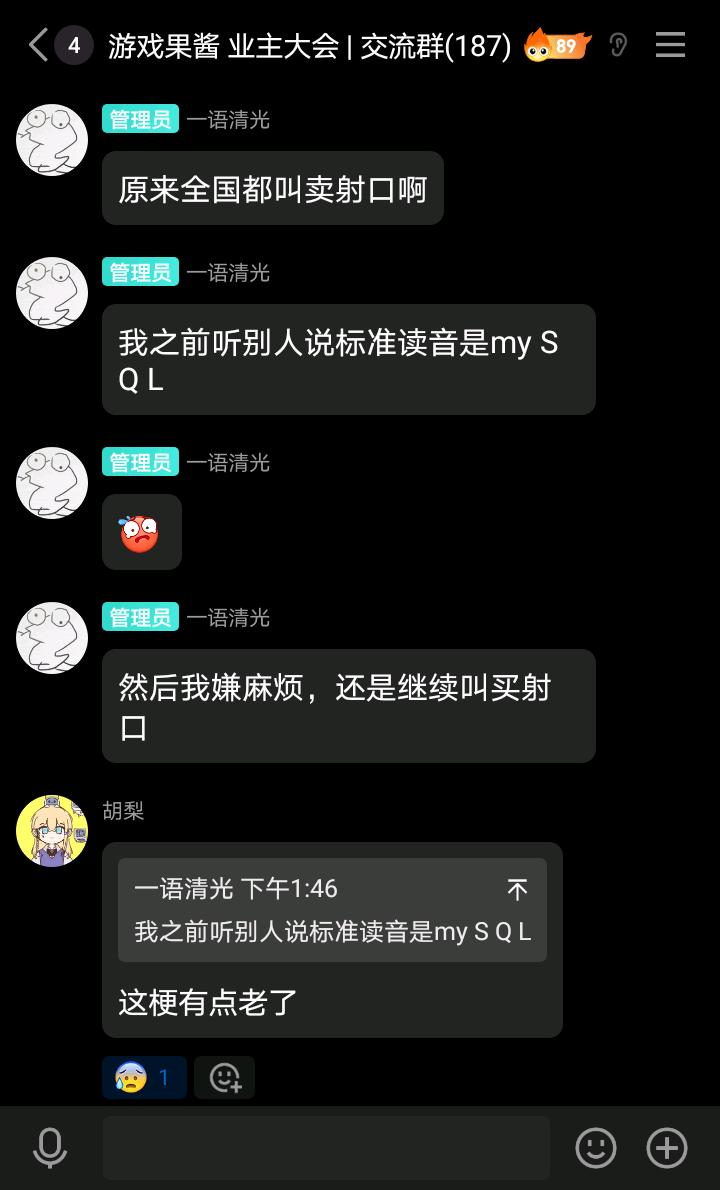 4 游戏果酱 业主大会 | 交流群(187) 89
管理员 一语清光
原来全国都叫卖射口啊
管理员 一语清光
我之前听别人说标准读音是my S
Q L
管理员 一语清光
管理员 一语清光
然后我嫌麻烦，还是继续叫买射
口
胡梨
一语清光 下午1:46
我之前听别人说标准读音是my S Q L
这梗有点老了
1